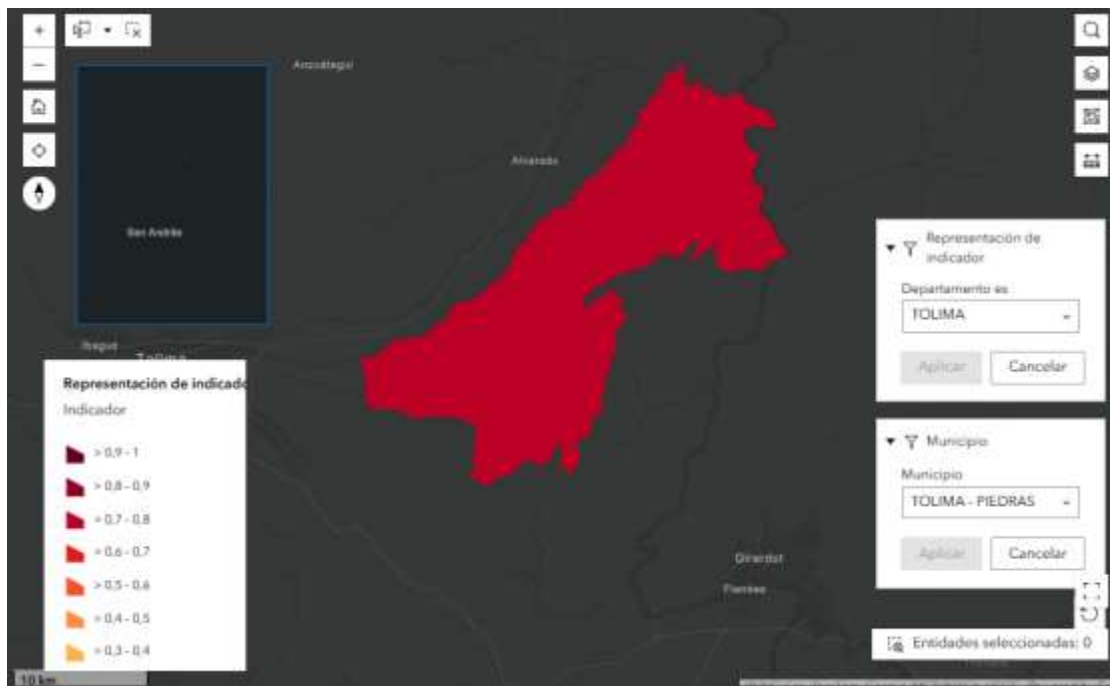 Anzoátegui
Alvarado
San Andrés
Ibagué
Tolima
Representación de indicado
Indicador
> 0,9 - 1
> 0,8 - 0,9
> 0,7 - 0,8
> 0,6 - 0,7
> 0,5 - 0,6
> 0,4 - 0,5
> 0,3 - 0,4
10 km
Girardot
Representación de
indicador
Departamento es
TOLIMA
Aplicar
Cancelar
Municipio
Municipio
TOLIMA - PIEDRAS
Aplicar
Cancelar
Entidades seleccionadas: 0